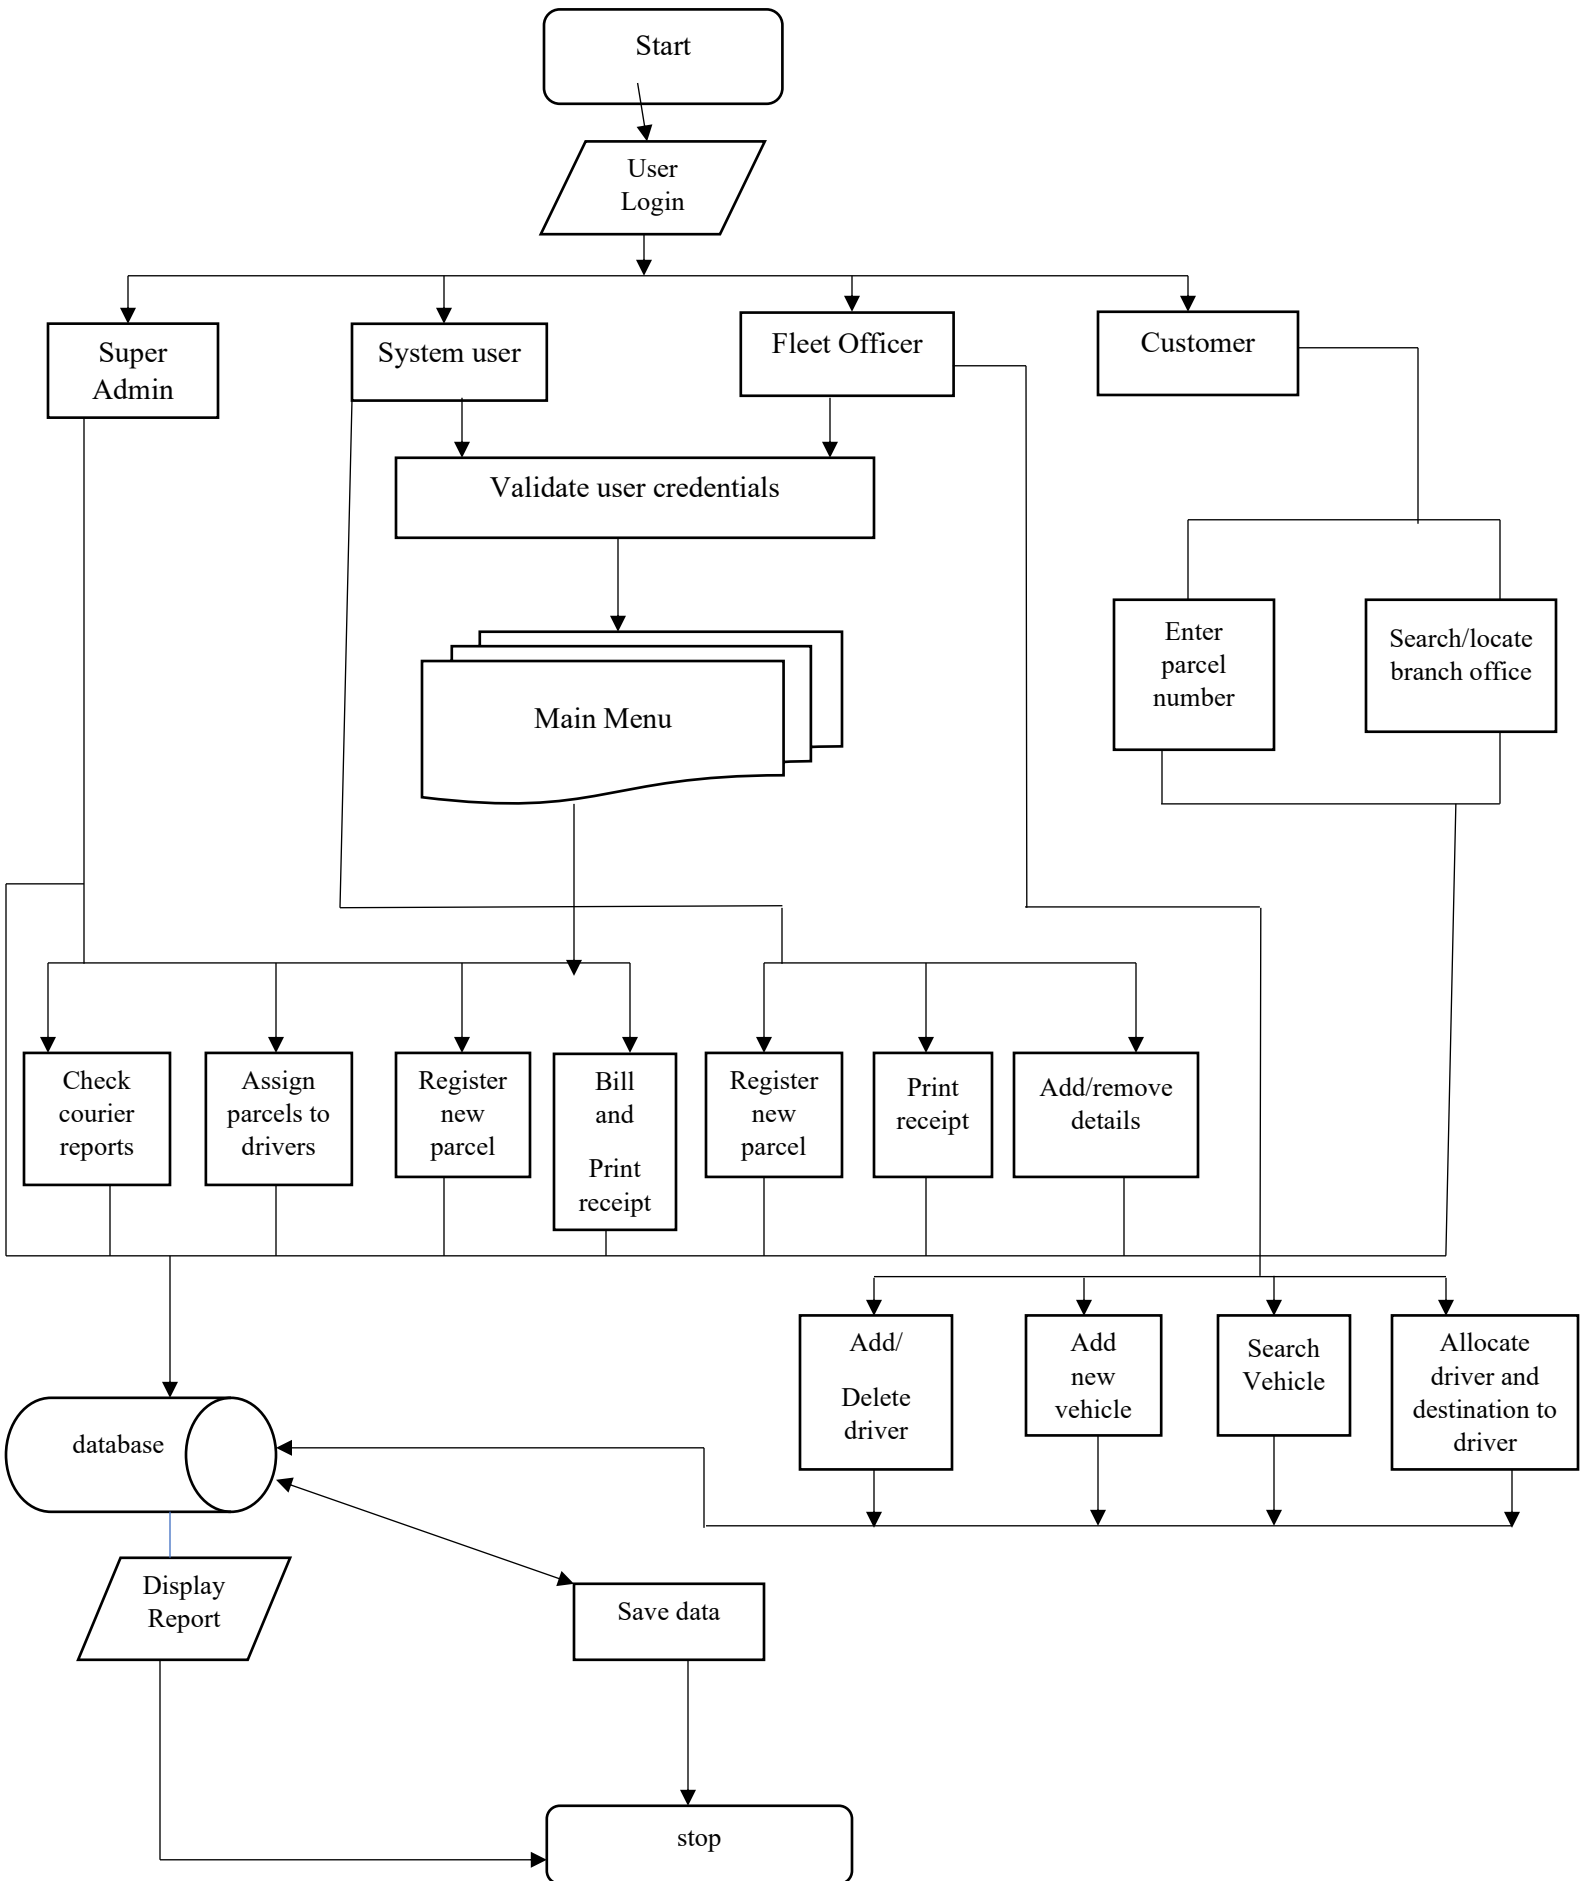 Start
User
Login
Super
Admin
System user
Fleet Officer
Customer
Validate user credentials
Main Menu
Enter
parcel
number
Search/locate
branch office
Check
courier
reports
Assign
parcels to
drivers
Register
new
parcel
Bill
and
Print
receipt
Register
new
parcel
Print
receipt
Add/remove
details
Add/
Delete
driver
Add
new
vehicle
Search
Vehicle
Allocate
driver and
destination to
driver
database
Display
Report
Save data
stop